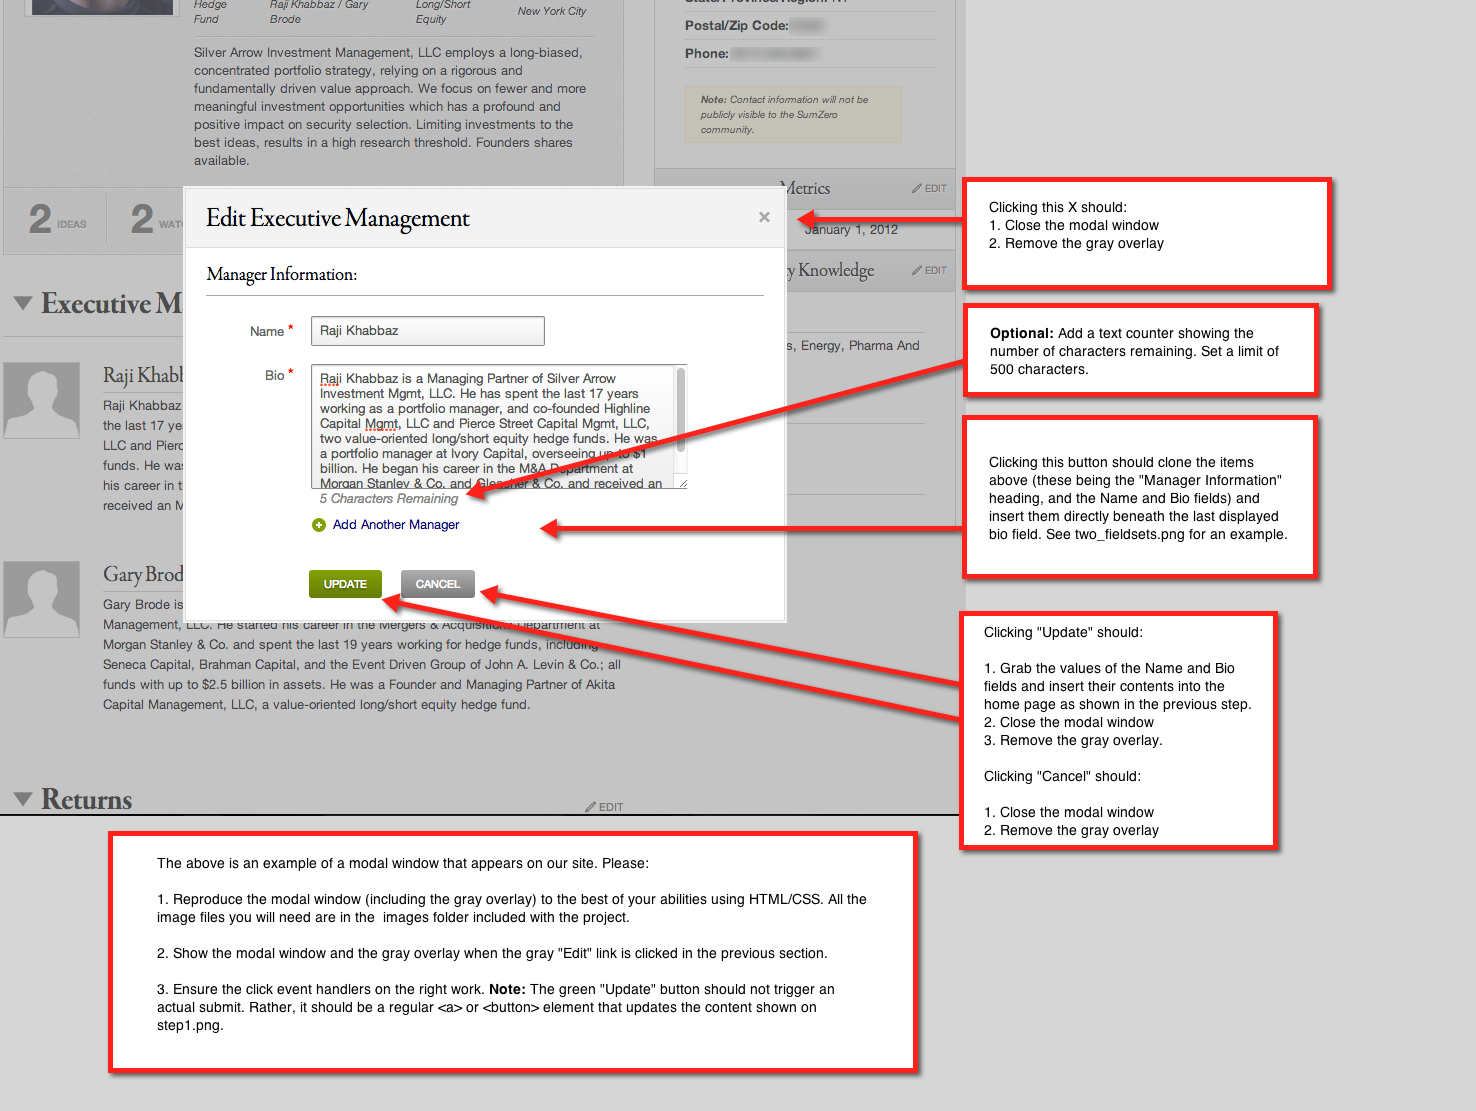 Hedge Fund
Raji Khabbaz / Gary Brode
Long/Short Equity
New York City
Silver Arrow Investment Management, LLC employs a long-biased,
concentrated portfolio strategy, relying on a rigorous and
fundamentally driven value approach. We focus on fewer and more
meaningful investment opportunities which has a profound and
positive impact on security selection. Limiting investments to the
best ideas, results in a high research threshold. Founders shares
available.
2 IDEAS
2 WAT
Postal/Zip Code:
Phone:
Note: Contact information will not be
publicly visible to the SumZero
community.
Metrics
EDIT
January 1, 2012
y Knowledge
EDIT
s, Energy, Pharma And
Executive M
Raji Khabb
Raji Khabbaz
the last 17 ye
LLC and Pierc
funds. He was
his career in t
received an M
Gary Brod
Gary Brode is
Management, LLC. He started his career in the Mergers & Acquisitions Department at
Morgan Stanley & Co. and spent the last 19 years working for hedge funds, including
Seneca Capital, Brahman Capital, and the Event Driven Group of John A. Levin & Co.; all
funds with up to $2.5 billion in assets. He was a Founder and Managing Partner of Akita
Capital Management, LLC, a value-oriented long/short equity hedge fund.
Returns
EDIT
Edit Executive Management
×
Manager Information:
Name *
Raji Khabbaz
Bio *
Raji Khabbaz is a Managing Partner of Silver Arrow
Investment Mgmt, LLC. He has spent the last 17 years
working as a portfolio manager, and co-founded Highline
Capital Mgmt, LLC and Pierce Street Capital Mgmt, LLC,
two value-oriented long/short equity hedge funds. He was
a portfolio manager at Ivory Capital, overseeing up to $1
billion. He began his career in the M&A Department at
Morgan Stanley & Co. and Gleacher & Co. and received an
5 Characters Remaining
Add Another Manager
UPDATE
CANCEL
Clicking this X should:
1. Close the modal window
2. Remove the gray overlay
Optional: Add a text counter showing the
number of characters remaining. Set a limit of
500 characters.
Clicking this button should clone the items
above (these being the "Manager Information"
heading, and the Name and Bio fields) and
insert them directly beneath the last displayed
bio field. See two_fieldsets.png for an example.
Clicking "Update" should:
1. Grab the values of the Name and Bio
fields and insert their contents into the
home page as shown in the previous step.
2. Close the modal window
3. Remove the gray overlay.
Clicking "Cancel" should:
1. Close the modal window
2. Remove the gray overlay
The above is an example of a modal window that appears on our site. Please:
1. Reproduce the modal window (including the gray overlay) to the best of your abilities using HTML/CSS. All the
image files you will need are in the images folder included with the project.
2. Show the modal window and the gray overlay when the gray "Edit" link is clicked in the previous section.
3. Ensure the click event handlers on the right work. Note: The green "Update" button should not trigger an
actual submit. Rather, it should be a regular <a> or <button> element that updates the content shown on
step1.png.